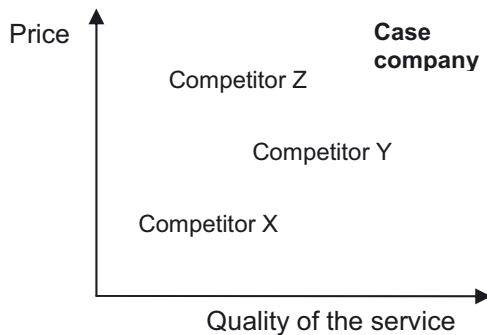 Price
Case
company
Competitor Z
Competitor Y
Competitor X
Quality of the service